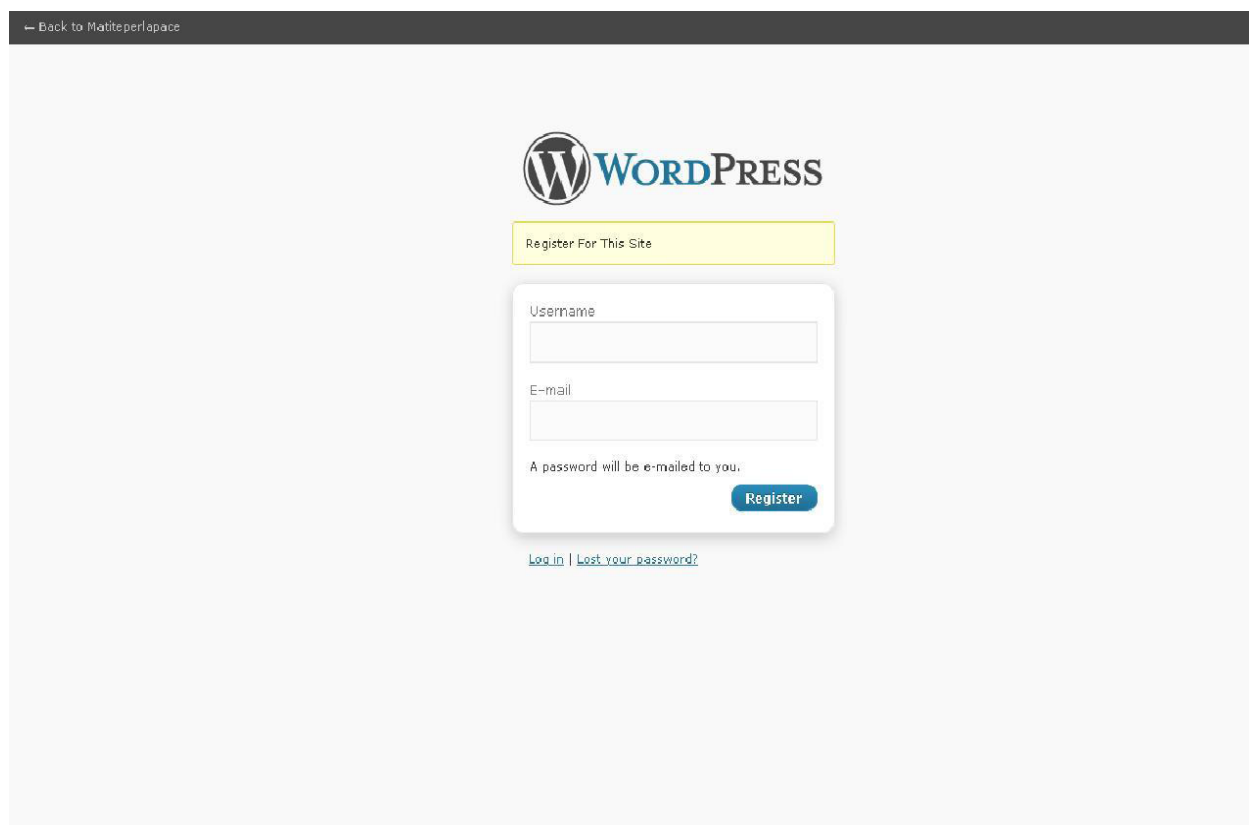 ← Back to Matiteperlapace
WORDPRESS
Register For This Site
Username
E-mail
A password will be e-mailed to you.
Register
Log in | Lost your password?